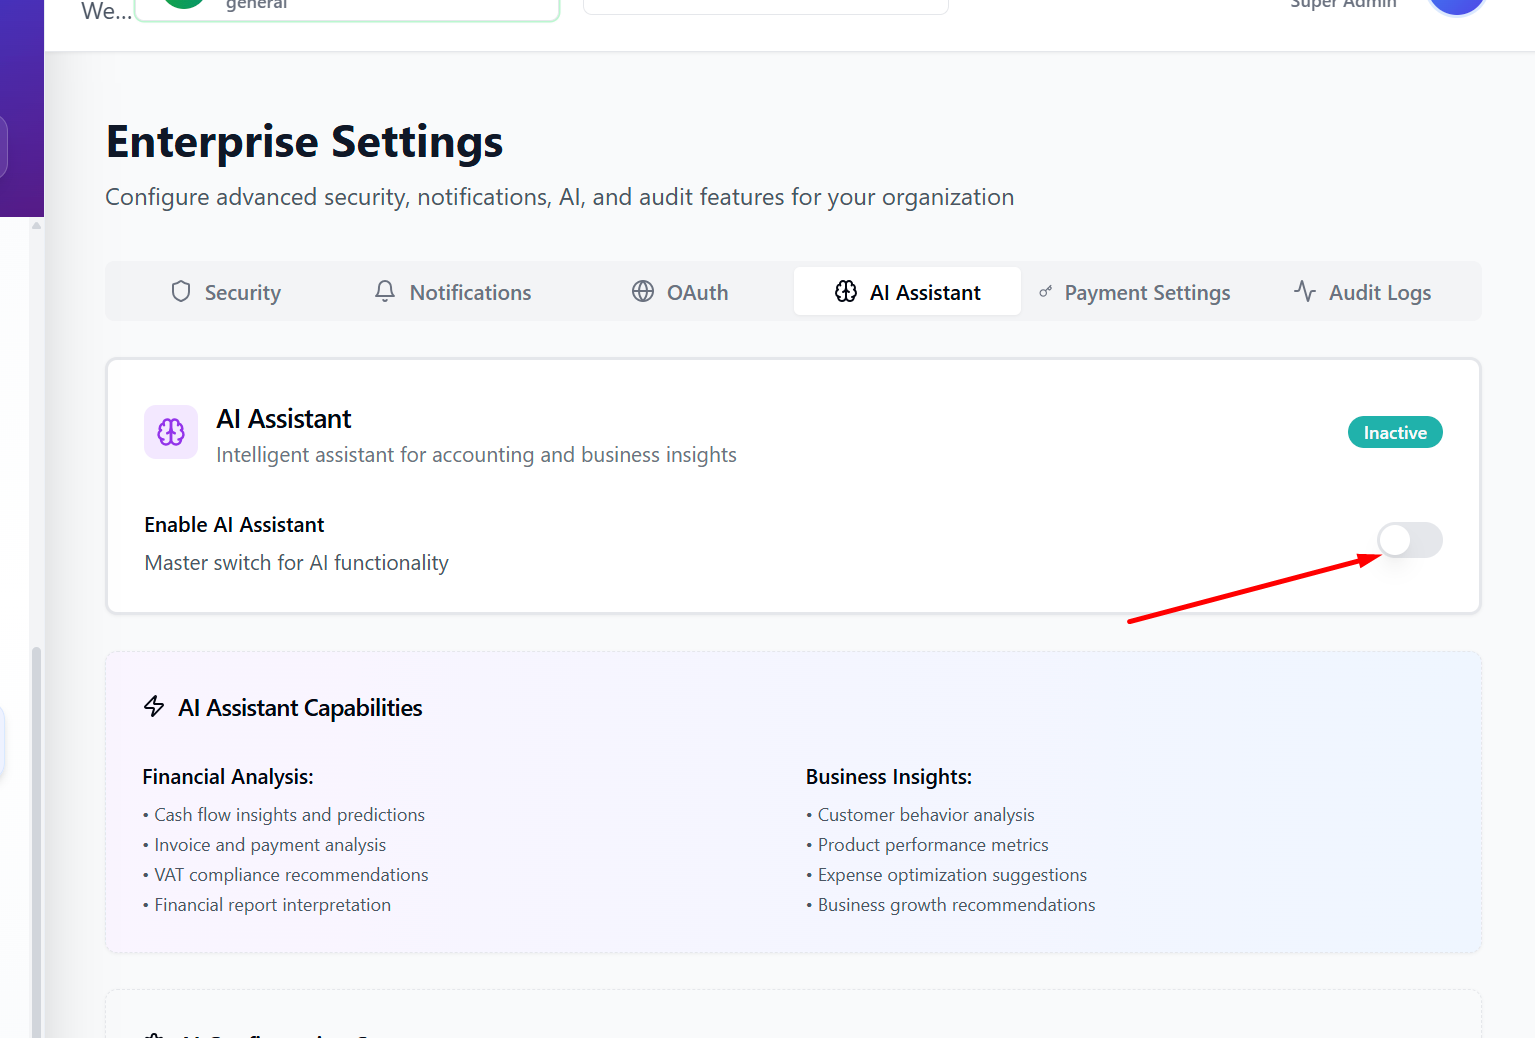 We...
general
Super Admin
Enterprise Settings
Configure advanced security, notifications, AI, and audit features for your organization
Security
Notifications
OAuth
AI Assistant
Payment Settings
Audit Logs
AI Assistant
Intelligent assistant for accounting and business insights
Inactive
Enable AI Assistant
Master switch for AI functionality
AI Assistant Capabilities
Financial Analysis:
• Cash flow insights and predictions
• Invoice and payment analysis
• VAT compliance recommendations
• Financial report interpretation
Business Insights:
• Customer behavior analysis
• Product performance metrics
• Expense optimization suggestions
• Business growth recommendations